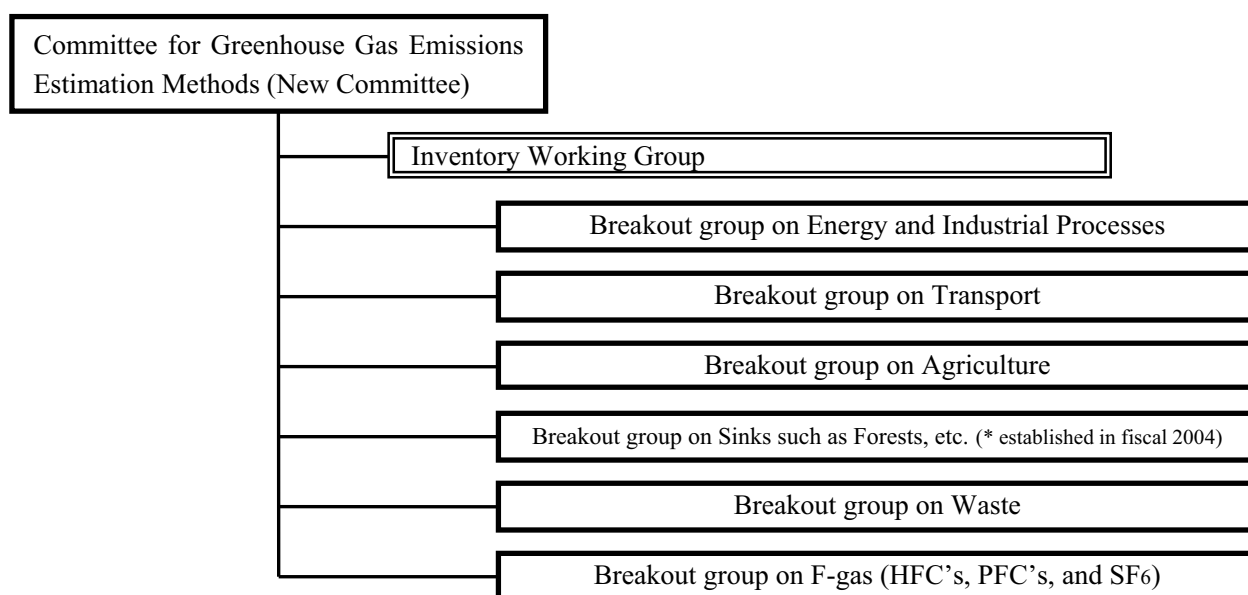 Committee for Greenhouse Gas Emissions
Estimation Methods (New Committee)
Inventory Working Group
Breakout group on Energy and Industrial Processes
Breakout group on Transport
Breakout group on Agriculture
Breakout group on Sinks such as Forests, etc. (* established in fiscal 2004)
Breakout group on Waste
Breakout group on F-gas (HFC’s, PFC’s, and SF6)